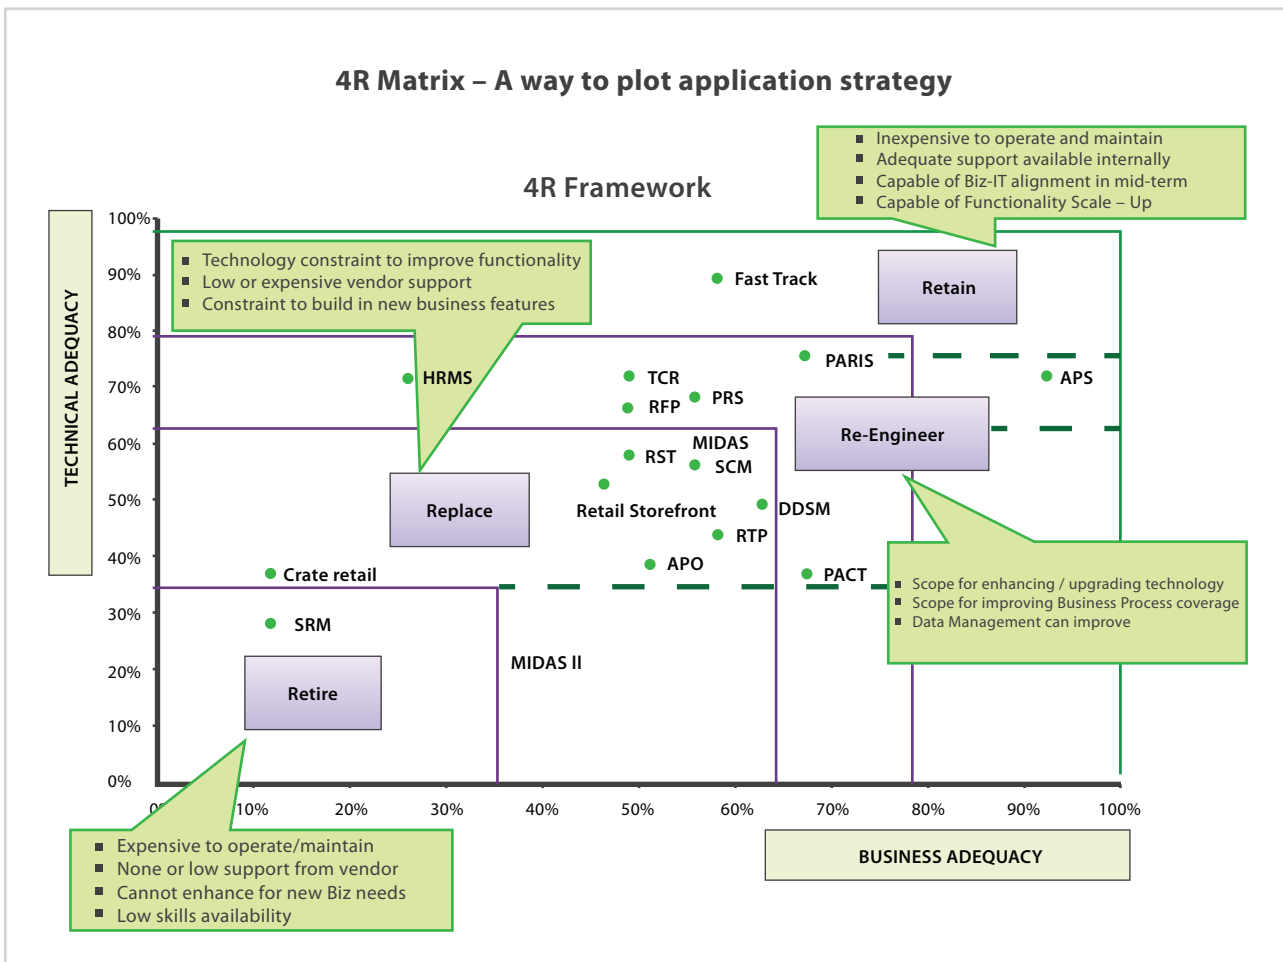 4R Matrix – A way to plot application strategy
Inexpensive to operate and maintain
Adequate support available internally
Capable of Biz-IT alignment in mid-term
Capable of Functionality Scale – Up
4R Framework
TECHNICAL ADEQUACY
100%
90%
80%
70%
60%
50%
40%
30%
20%
10%
0%
Technology constraint to improve functionality
Low or expensive vendor support
Constraint to build in new business features
Fast Track
Retain
PARIS
HRMS
TCR
APS
PRS
RFP
Re-Engineer
MIDAS
RST
SCM
Replace
Retail Storefront
DDSM
RTP
APO
Crate retail
PACT
Scope for enhancing / upgrading technology
Scope for improving Business Process coverage
Data Management can improve
SRM
MIDAS II
Retire
10%
20%
30%
40%
50%
60%
70%
80%
90%
100%
BUSINESS ADEQUACY
Expensive to operate/maintain
None or low support from vendor
Cannot enhance for new Biz needs
Low skills availability